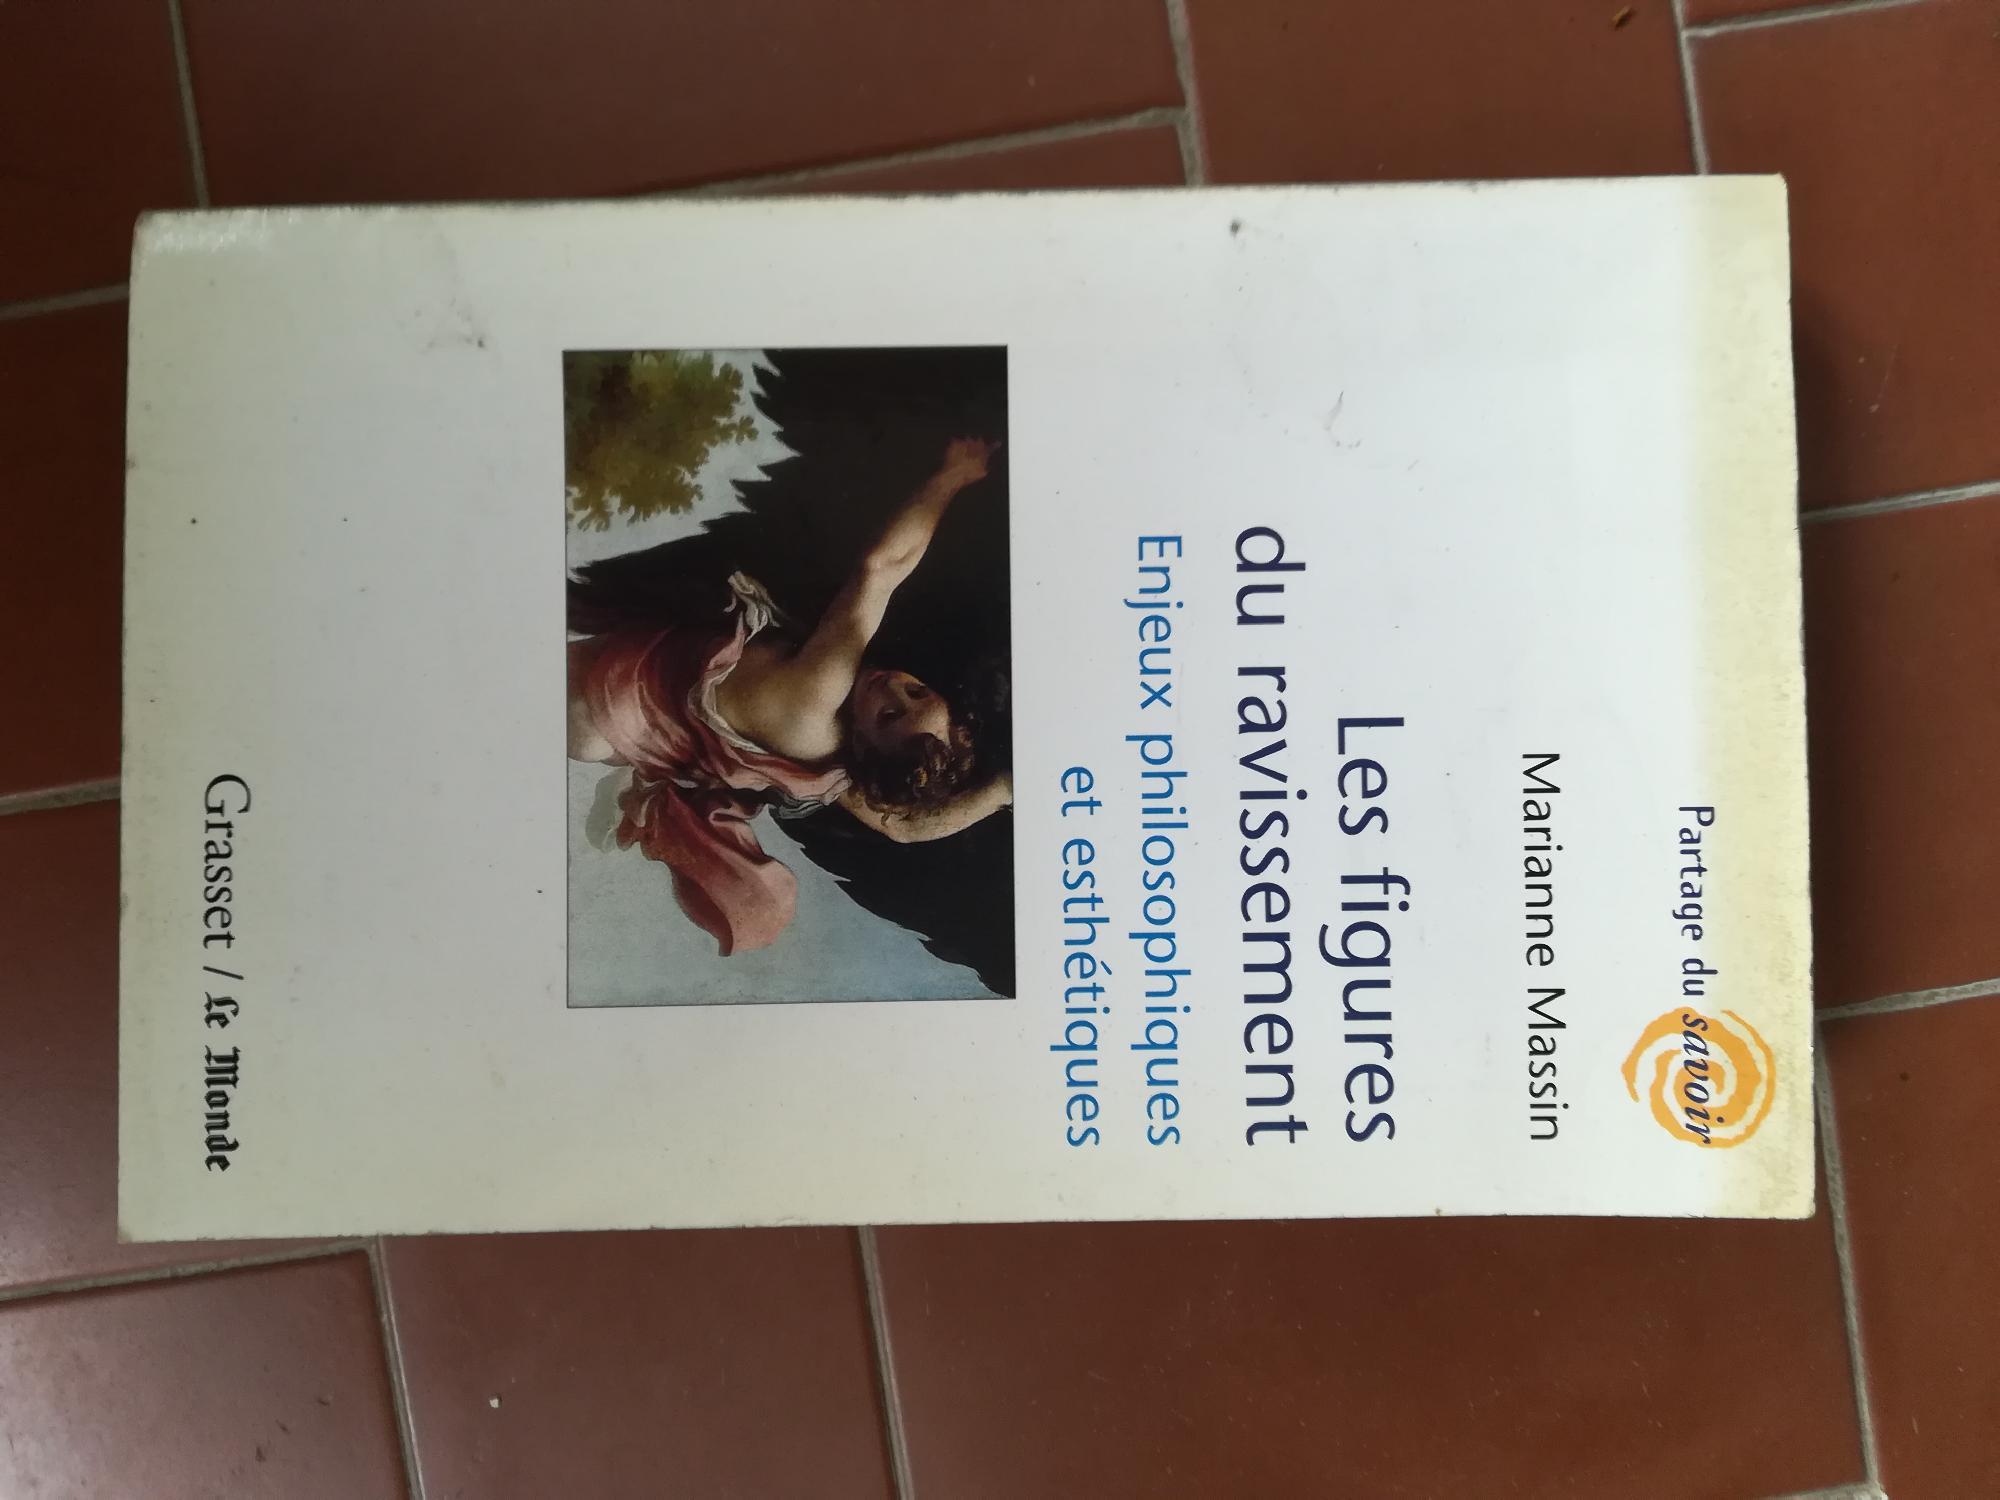 Partage du savoir
Marianne Massin
Les figures
du ravissement
Enjeux philosophiques
et esthétiques
Grasset / Le Monde